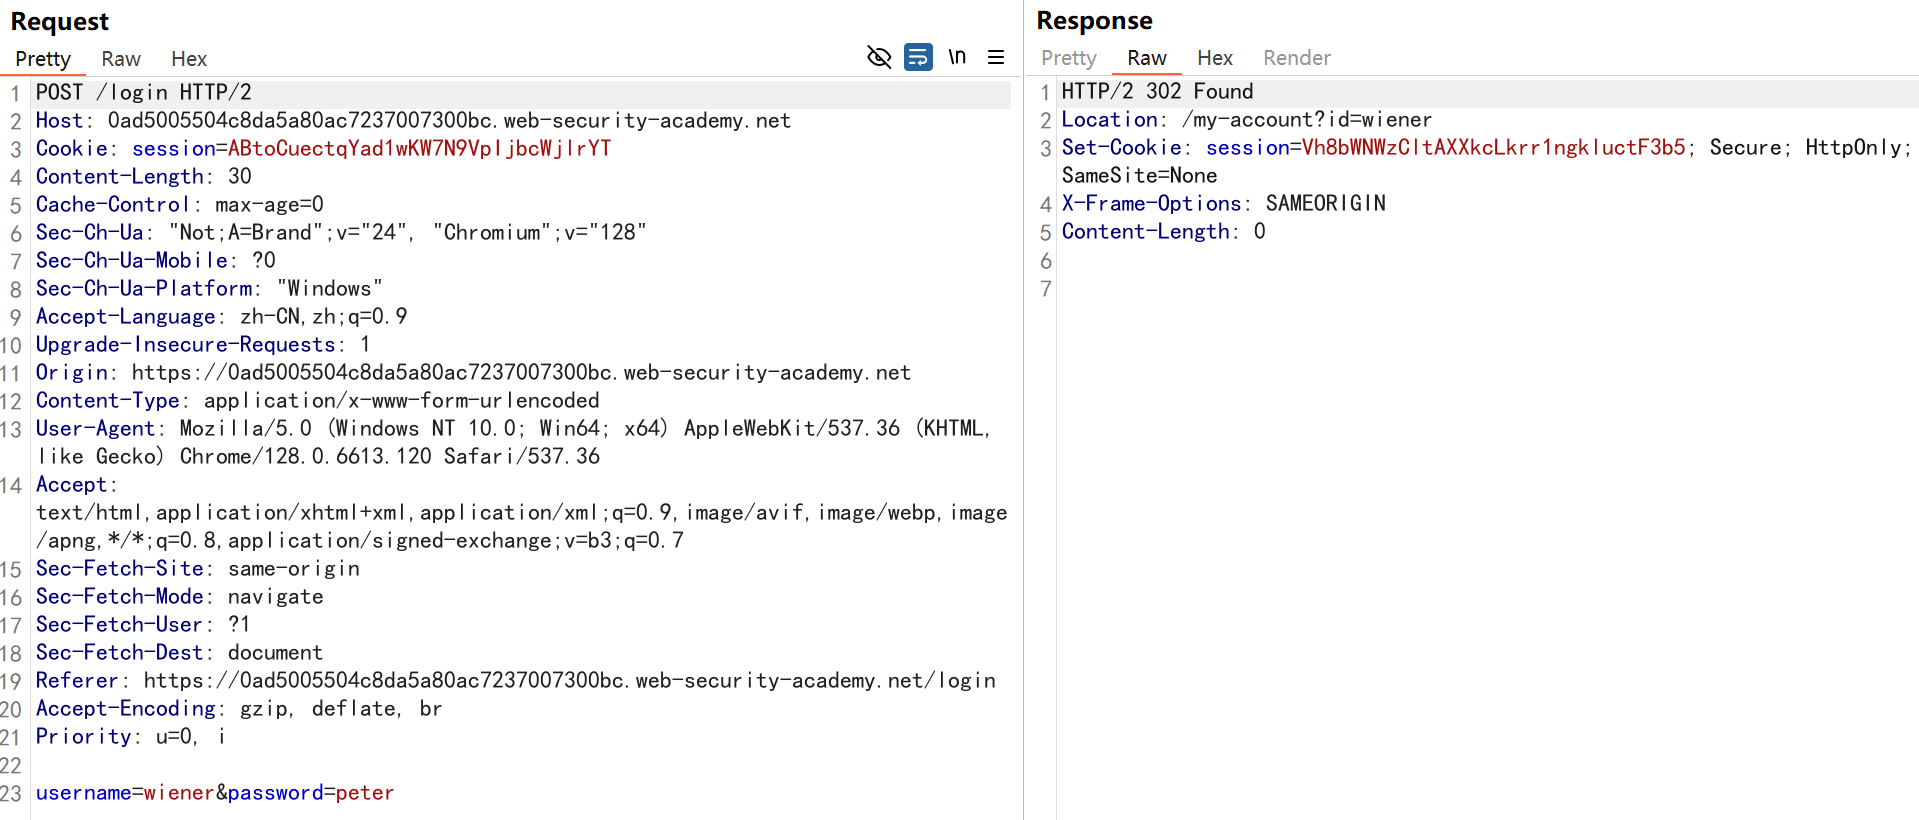 Request
Pretty Raw Hex \n
1 POST /login HTTP/2
2 Host: 0ad5005504c8da5a80ac7237007300bc.web-security-academy.net
3 Cookie: session=ABtoCuectqYad1wKW7N9VpIjbcWjlrYT
4 Content-Length: 30
5 Cache-Control: max-age=0
6 Sec-Ch-Ua: "Not;A=Brand";v="24", "Chromium";v="128"
7 Sec-Ch-Ua-Mobile: ?0
8 Sec-Ch-Ua-Platform: "Windows"
9 Accept-Language: zh-CN,zh;q=0.9
10 Upgrade-Insecure-Requests: 1
11 Origin: https://0ad5005504c8da5a80ac7237007300bc.web-security-academy.net
12 Content-Type: application/x-www-form-urlencoded
13 User-Agent: Mozilla/5.0 (Windows NT 10.0; Win64; x64) AppleWebKit/537.36 (KHTML,
like Gecko) Chrome/128.0.6613.120 Safari/537.36
14 Accept:
text/html,application/xhtml+xml,application/xml;q=0.9,image/avif,image/webp,image
/apng,*/*;q=0.8,application/signed-exchange;v=b3;q=0.7
15 Sec-Fetch-Site: same-origin
16 Sec-Fetch-Mode: navigate
17 Sec-Fetch-User: ?1
18 Sec-Fetch-Dest: document
19 Referer: https://0ad5005504c8da5a80ac7237007300bc.web-security-academy.net/login
20 Accept-Encoding: gzip, deflate, br
21 Priority: u=0, i
22
23 username=wiener&password=peter
Response
Pretty Raw Hex Render
1 HTTP/2 302 Found
2 Location: /my-account?id=wiener
3 Set-Cookie: session=Vh8bWNWzCltAXXkcLkrr1ngkluctF3b5; Secure; HttpOnly;
SameSite=None
4 X-Frame-Options: SAMEORIGIN
5 Content-Length: 0
6
7